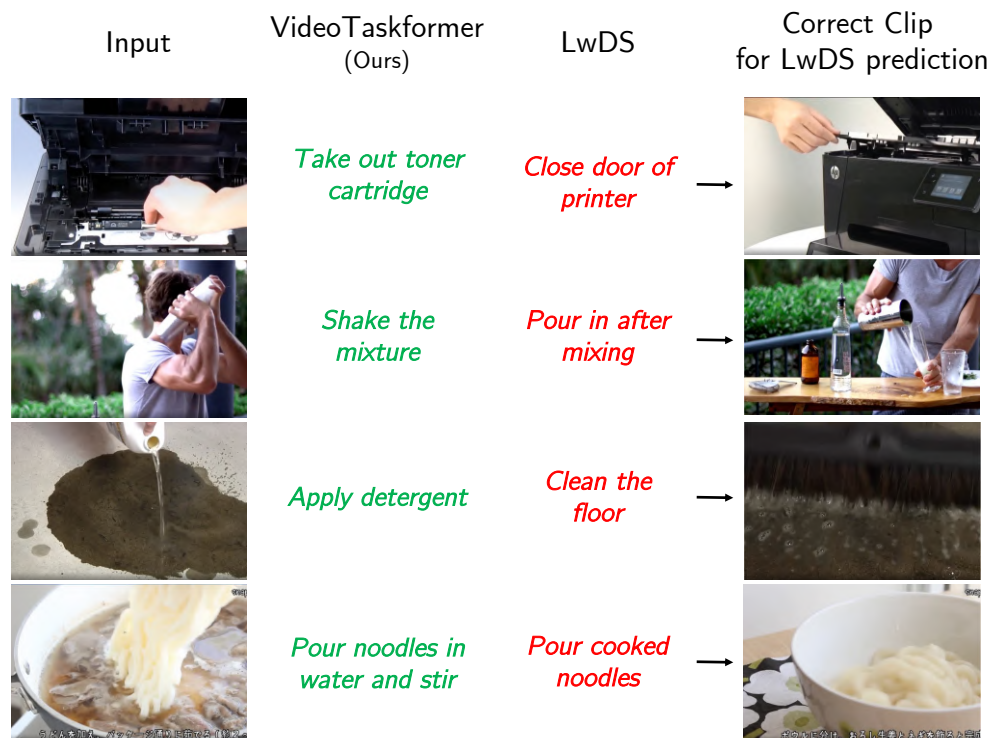 Input
VideoTaskformer
(Ours)
LwDS
Correct Clip
for LwDS prediction
Take out toner
cartridge
Close door of
printer
hp
Shake the
mixture
Pour in after
mixing
Apply detergent
Clean the
floor
Pour noodles in
water and stir
Pour cooked
noodles